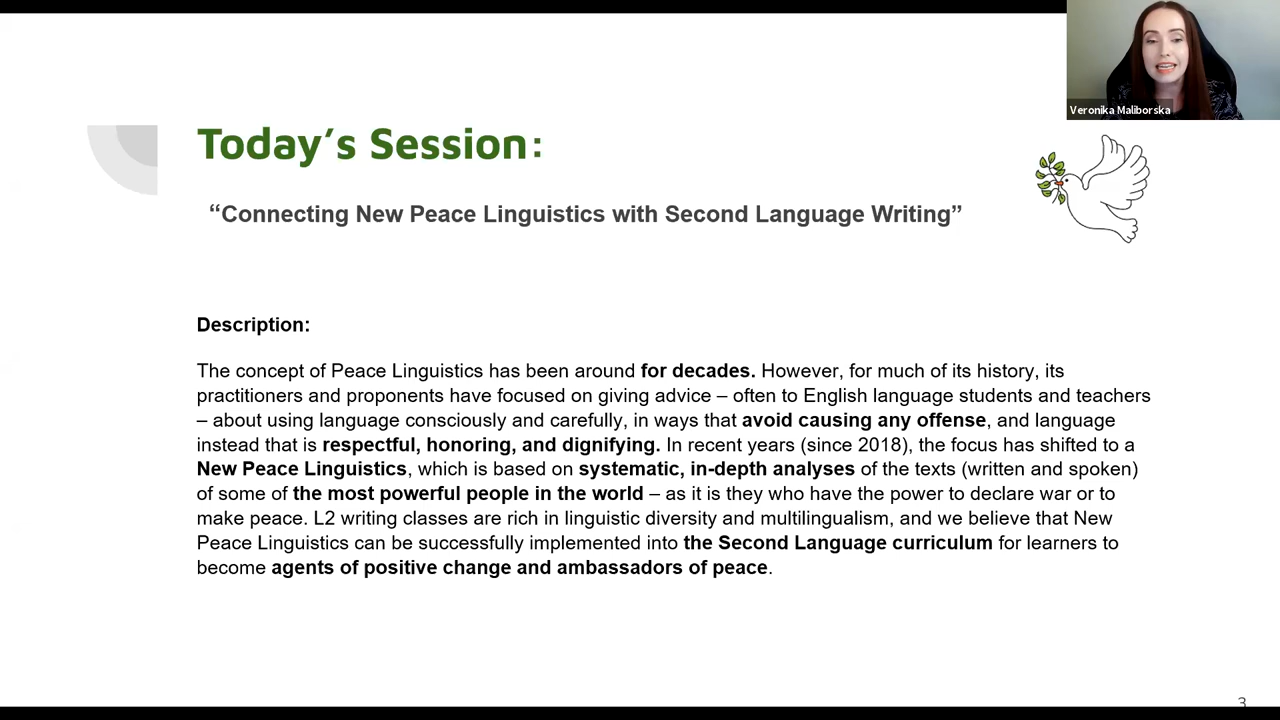 Veronika Maliborska
Today’s Session:
“Connecting New Peace Linguistics with Second Language Writing”
Description:
The concept of Peace Linguistics has been around for decades. However, for much of its history, its
practitioners and proponents have focused on giving advice – often to English language students and teachers
– about using language consciously and carefully, in ways that avoid causing any offense, and language
instead that is respectful, honoring, and dignifying. In recent years (since 2018), the focus has shifted to a
New Peace Linguistics, which is based on systematic, in-depth analyses of the texts (written and spoken)
of some of the most powerful people in the world – as it is they who have the power to declare war or to
make peace. L2 writing classes are rich in linguistic diversity and multilingualism, and we believe that New
Peace Linguistics can be successfully implemented into the Second Language curriculum for learners to
become agents of positive change and ambassadors of peace.
3